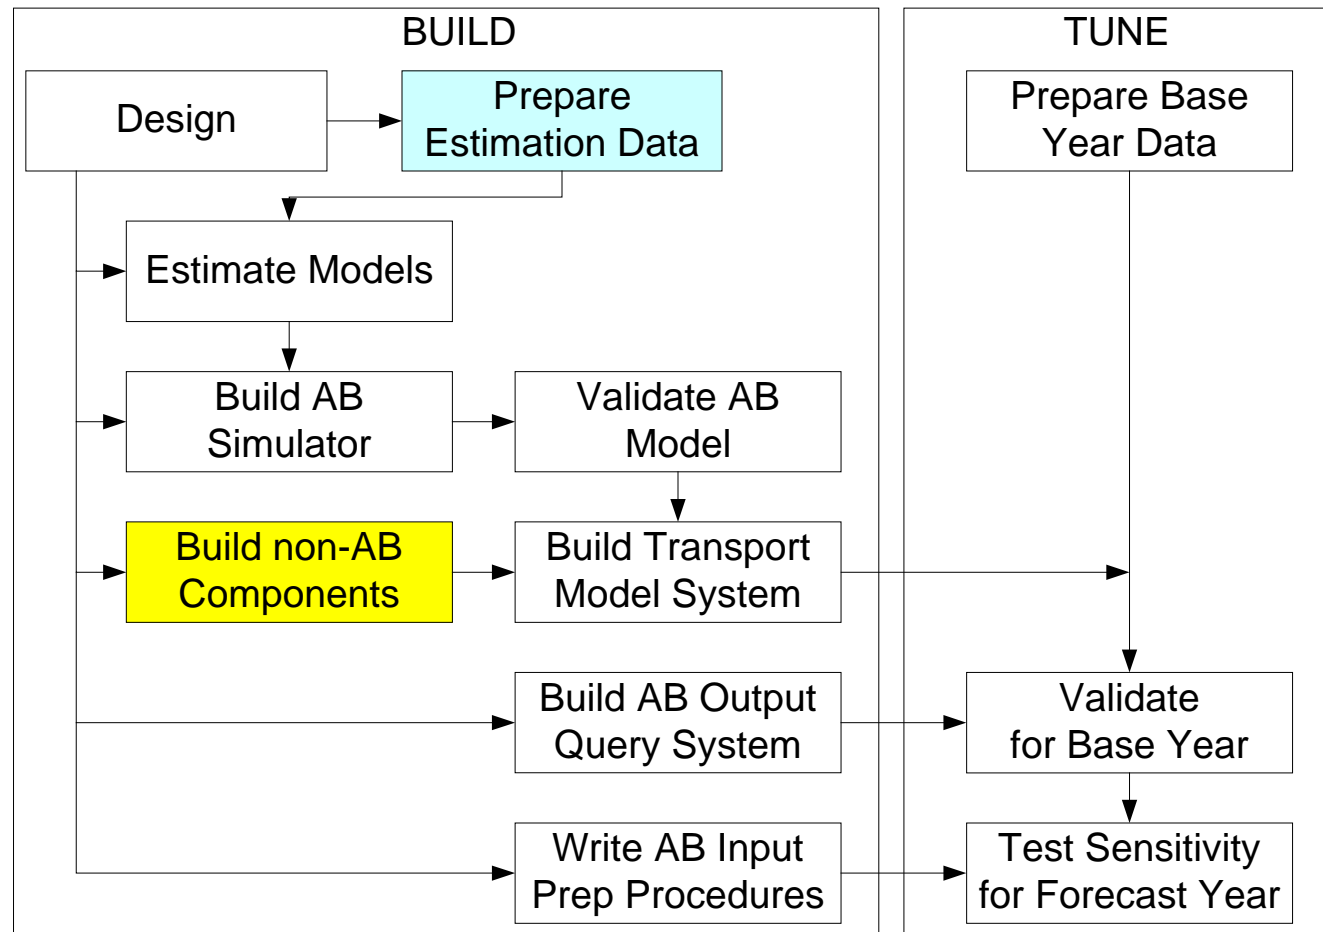 BUILD
TUNE
Design
Prepare
Estimation Data
Prepare Base
Year Data
Estimate Models
Build AB
Simulator
Validate AB
Model
Build non-AB
Components
Build Transport
Model System
Build AB Output
Query System
Validate
for Base Year
Write AB Input
Prep Procedures
Test Sensitivity
for Forecast Year